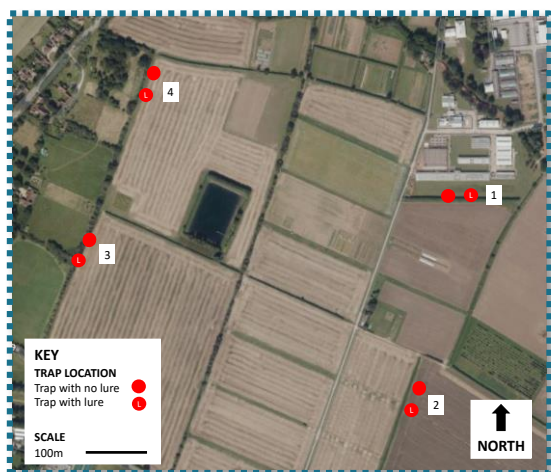 4
L
1
L
3
L
KEY
TRAP LOCATION
Trap with no lure
Trap with lure L
SCALE
100m
2
L
NORTH